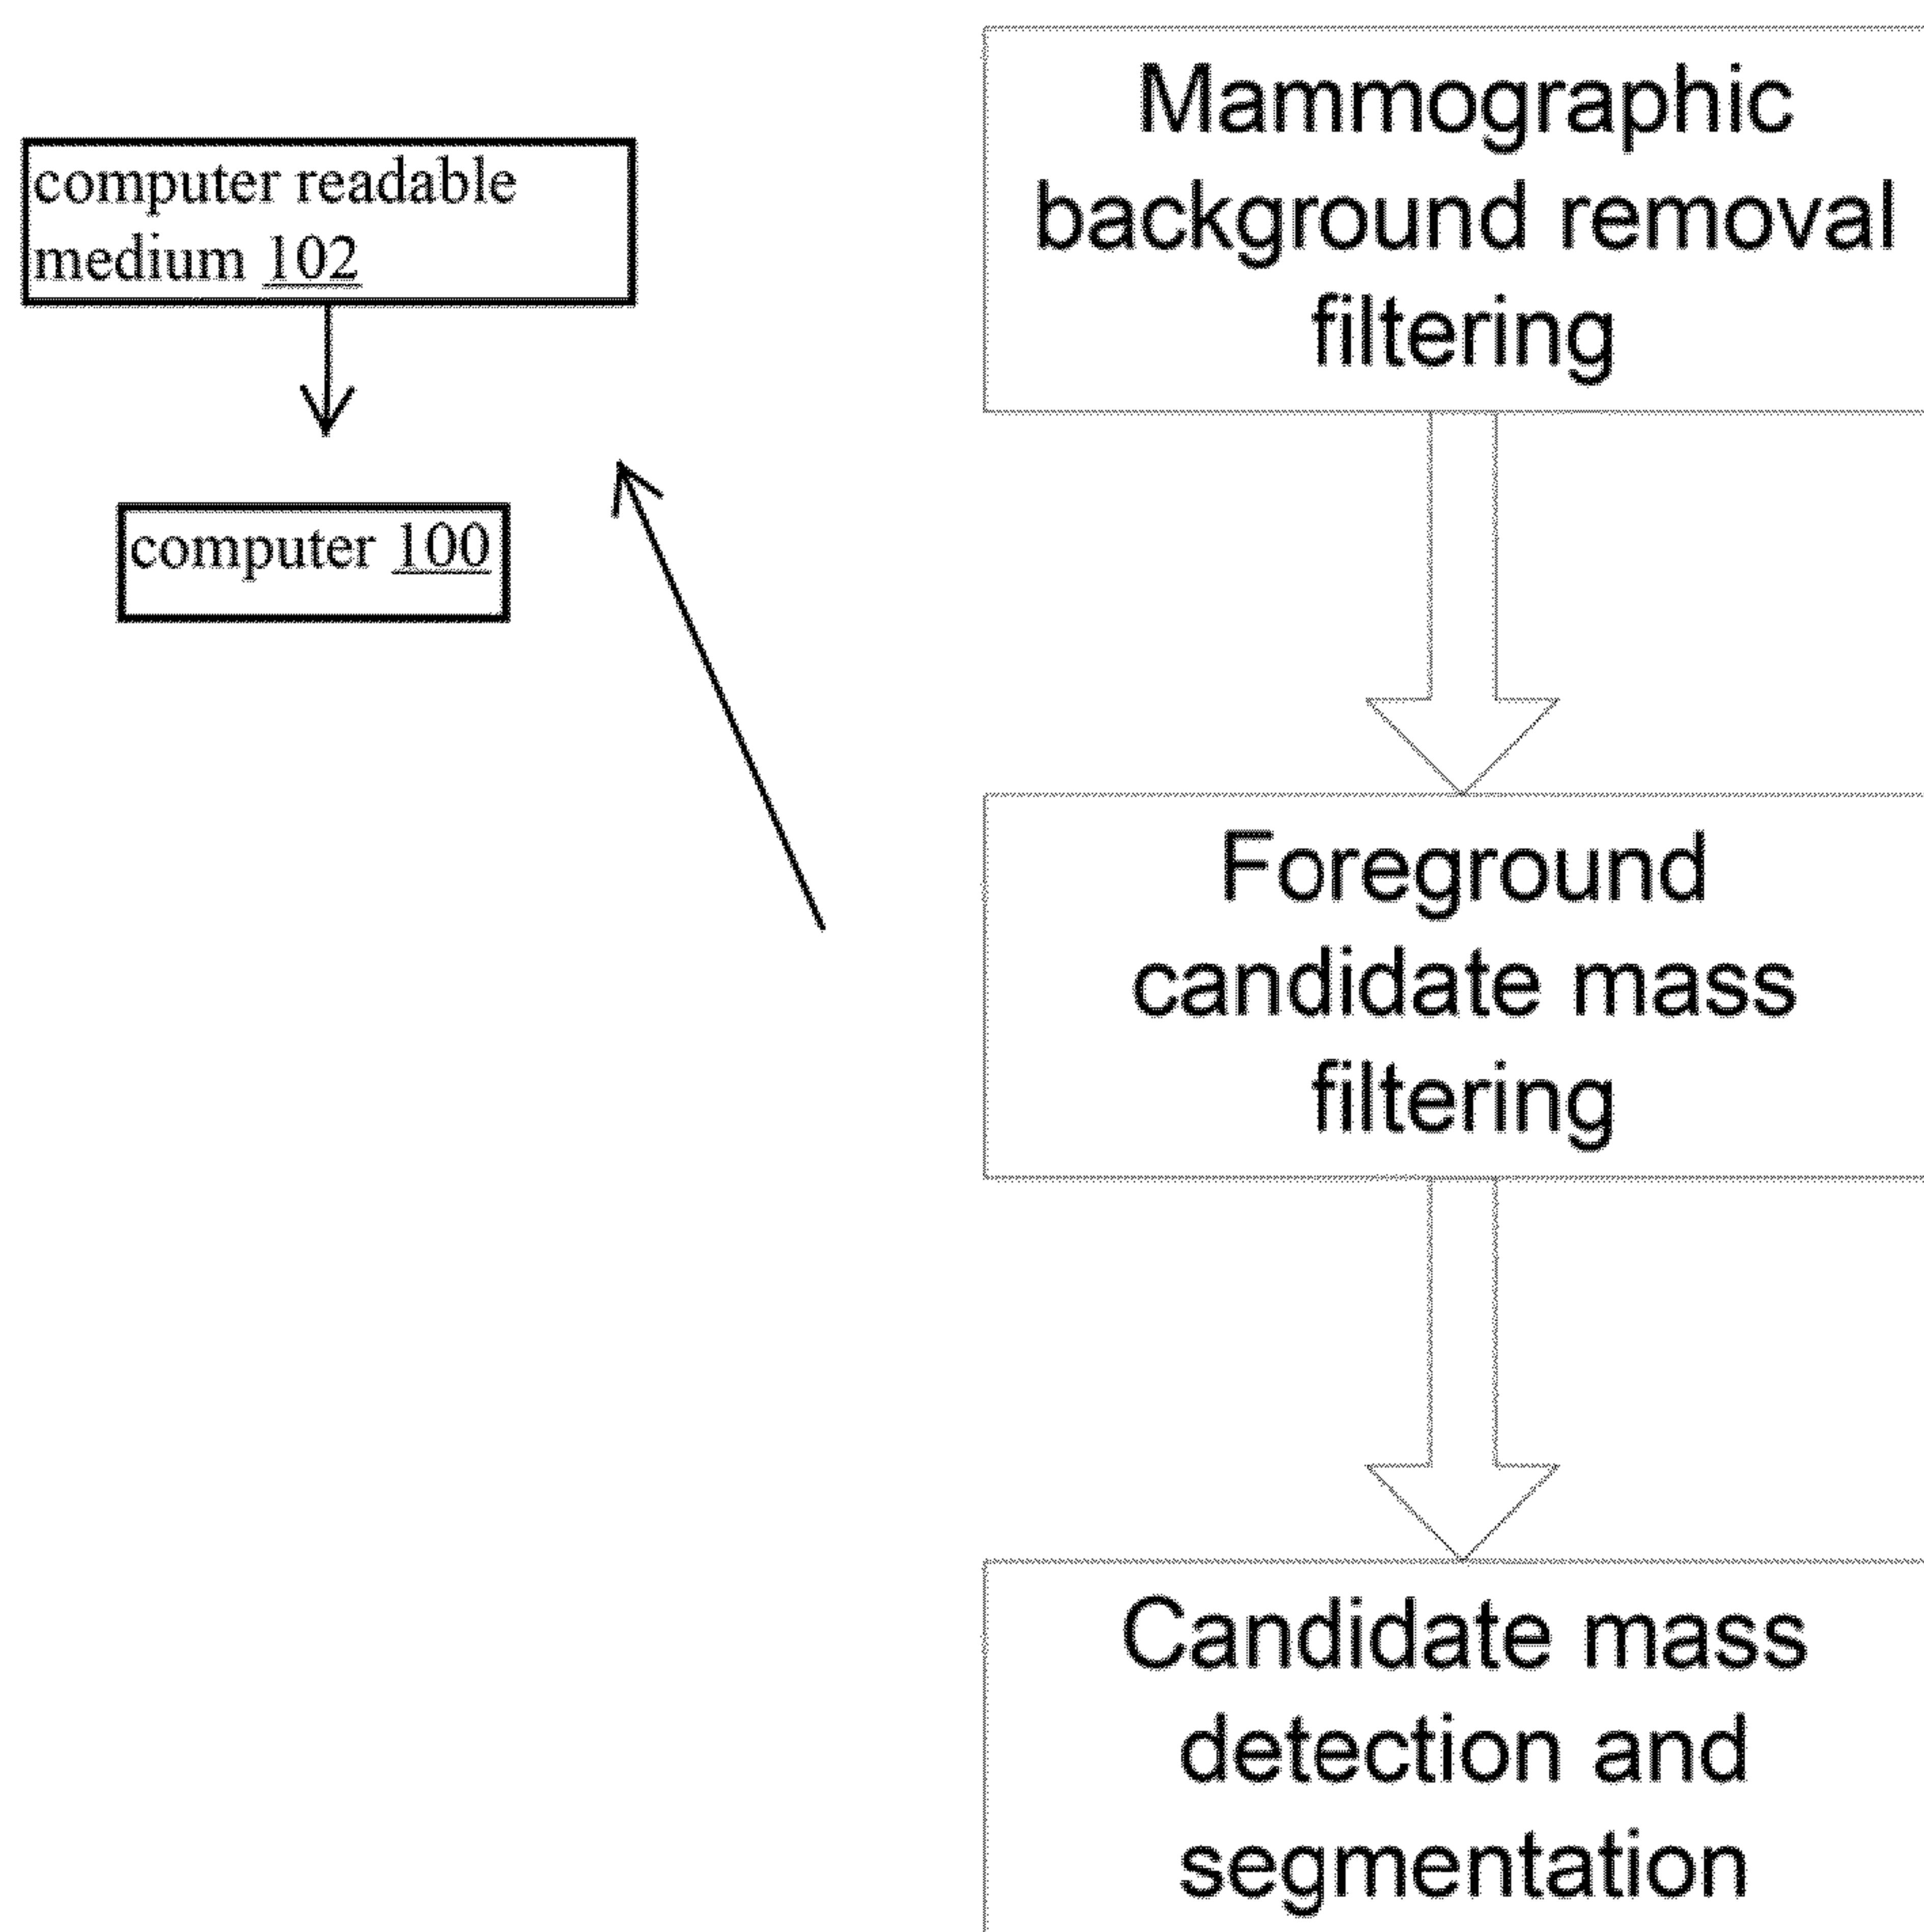 computer readable
medium 102
computer 100
Mammographic
background removal
filtering
Foreground
candidate mass
filtering
Candidate mass
detection and
segmentation